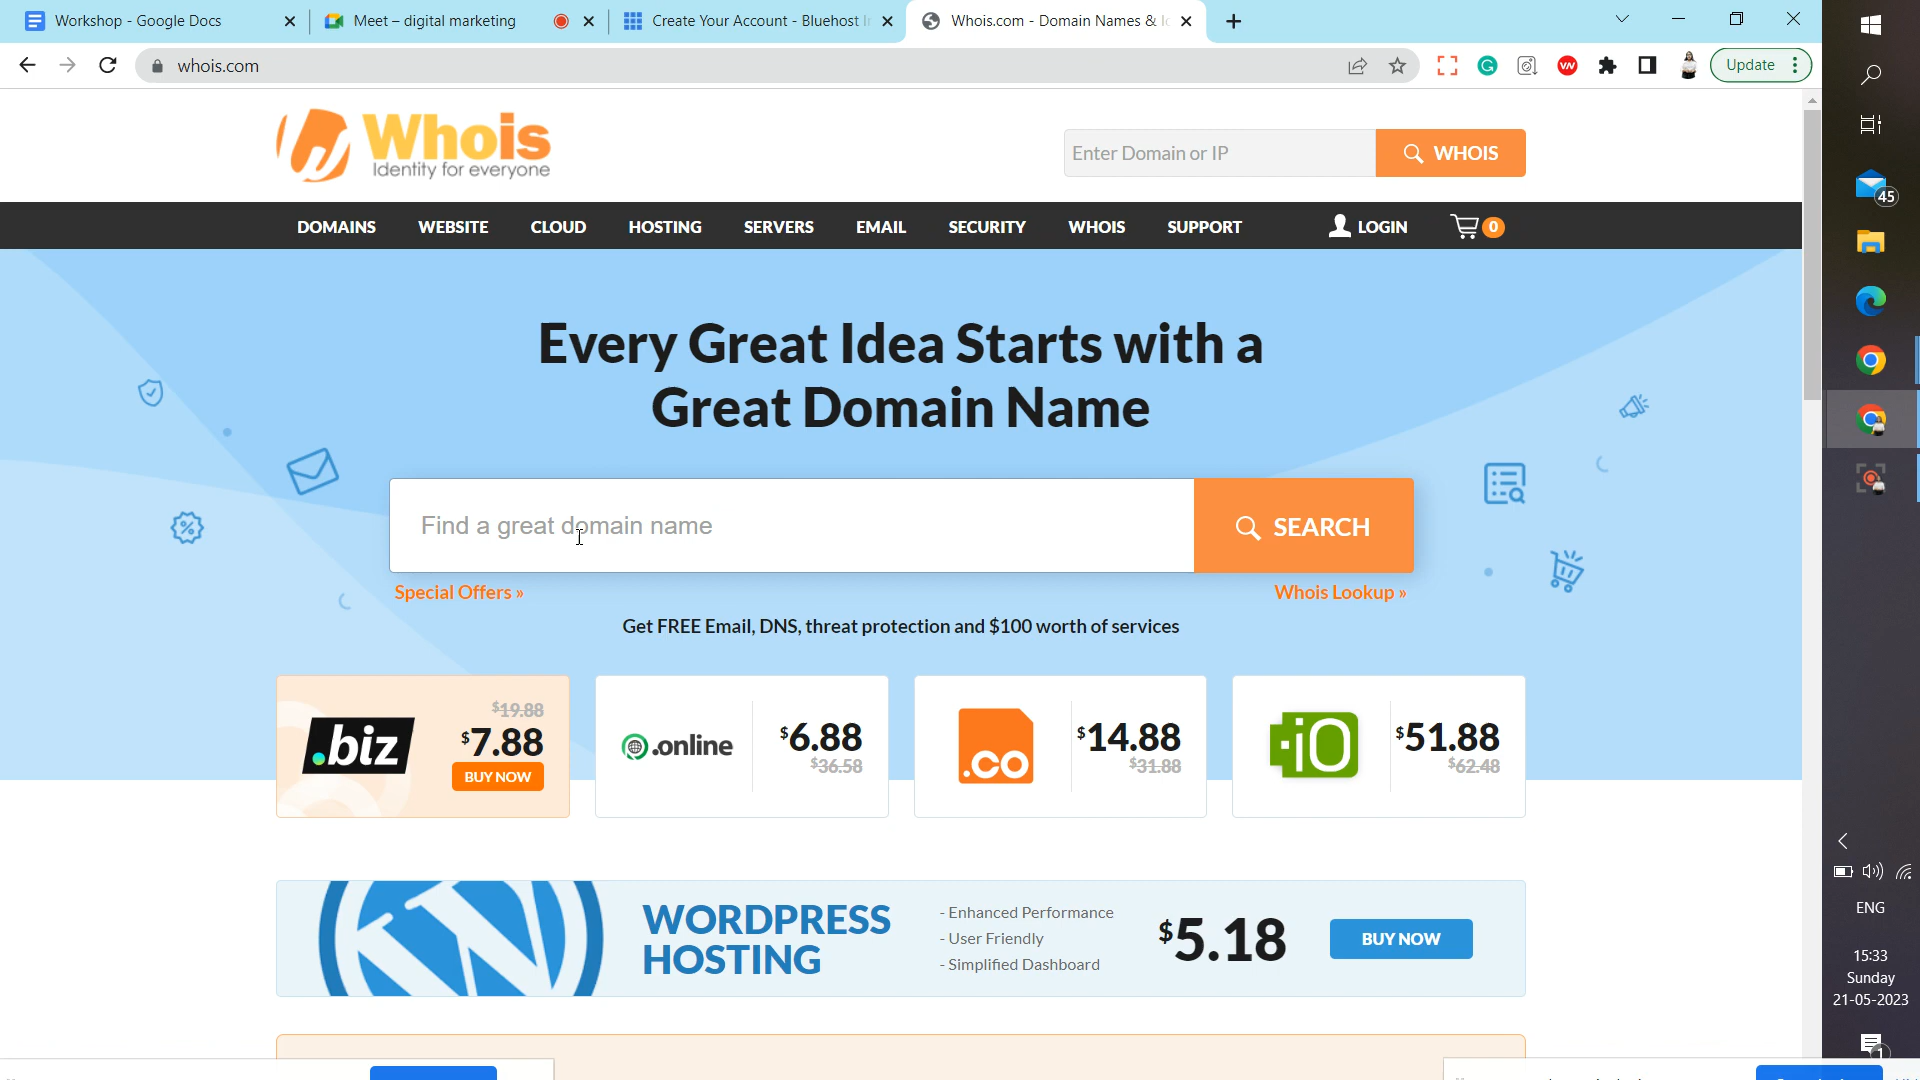 Workshop - Google Docs
Meet – digital marketing
Create Your Account - Bluehost
Whois.com - Domain Names &
whois.com
Update
Whois
Identity for everyone
Enter Domain or IP
WHOIS
DOMAINS
WEBSITE
CLOUD
HOSTING
SERVERS
EMAIL
SECURITY
WHOIS
SUPPORT
LOGIN
0
Every Great Idea Starts with a
Great Domain Name
Find a great domain name
SEARCH
Special Offers »
Whois Lookup »
Get FREE Email, DNS, threat protection and $100 worth of services
.biz
$19.88
$7.88
BUY NOW
.online
$6.88
$36.58
.co
$14.88
$31.88
.iO
$51.88
$62.48
WORDPRESS
HOSTING
- Enhanced Performance
- User Friendly
- Simplified Dashboard
$5.18
BUY NOW
45
ENG
15:33
Sunday
21-05-2023
1